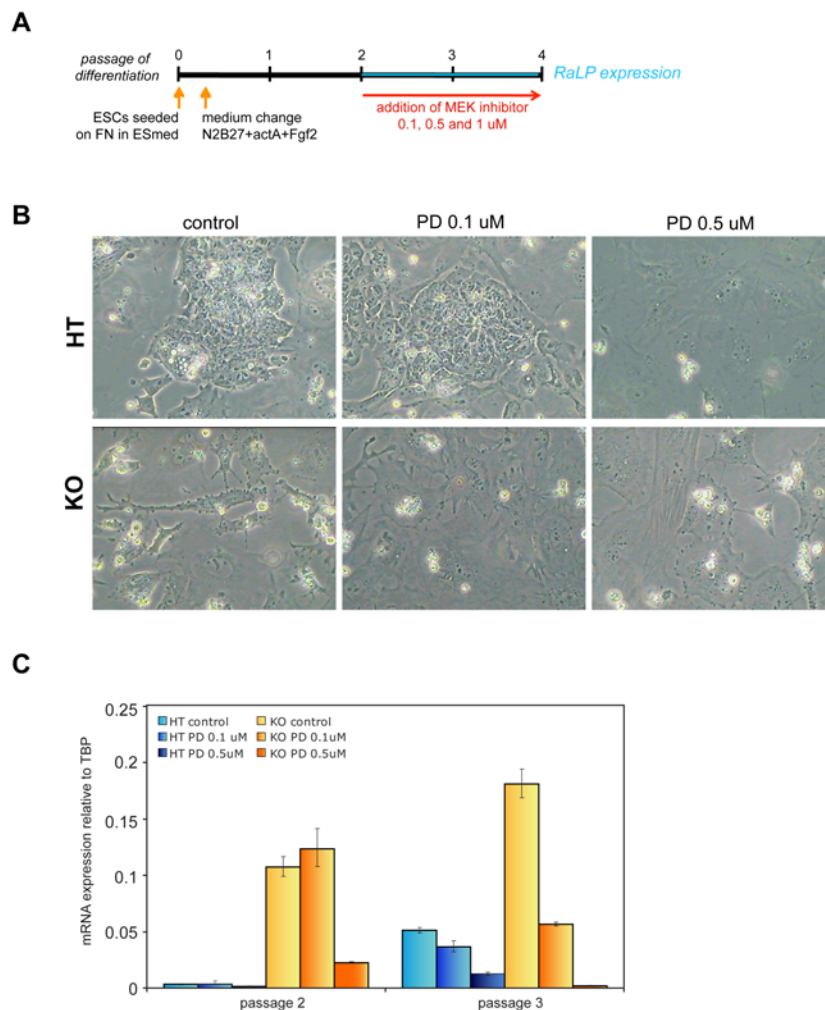 A
passage of
differentiation
0
1
2
3
4
RaLP expression
ESCs seeded
on FN in ESmed
medium change
N2B27+actA+Fgf2
addition of MEK inhibitor
0.1, 0.5 and 1 uM
B
control
PD 0.1 uM
PD 0.5 uM
HT
KO
C
mRNA expression relative to TBP
0.25
0.2
0.15
0.1
0.05
0
HT control
HT PD 0.1 uM
HT PD 0.5uM
KO control
KO PD 0.1uM
KO PD 0.5uM
passage 2
passage 3